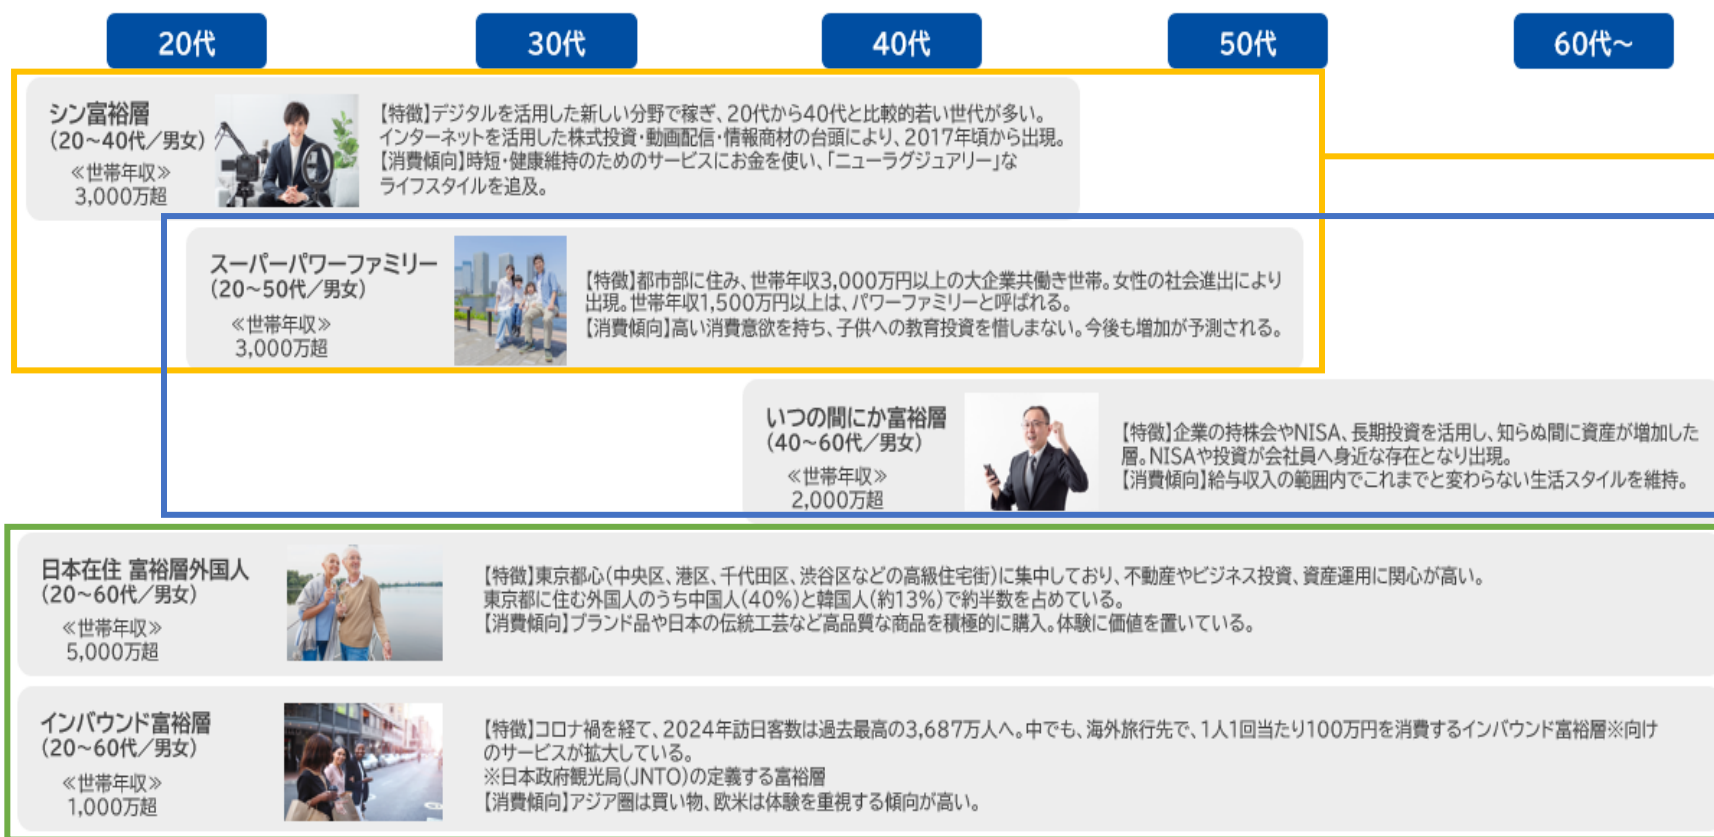 20代
30代
40代
50代
60代~
シン富裕層
(20~40代/男女)
≪世帯年収≫
3,000万超
【特徴】デジタルを活用した新しい分野で稼ぎ、20代から40代と比較的若い世代が多い。
インターネットを活用した株式投資・動画配信・情報商材の台頭により、2017年頃から出現。
【消費傾向】時短・健康維持のためのサービスにお金を使い、「ニューラグジュアリー」な
ライフスタイルを追及。
スーパーパワーファミリー
(20~50代/男女)
≪世帯年収≫
3,000万超
【特徴】都市部に住み、世帯年収3,000万円以上の大企業共働き世帯。女性の社会進出により
出現。世帯年収1,500万円以上は、パワーファミリーと呼ばれる。
【消費傾向】高い消費意欲を持ち、子供への教育投資を惜しまない。今後も増加が予測される。
いつの間にか富裕層
(40~60代/男女)
≪世帯年収≫
2,000万超
【特徴】企業の持株会やNISA、長期投資を活用し、知らぬ間に資産が増加した
層。NISAや投資が会社員へ身近な存在となり出現。
【消費傾向】給与収入の範囲内でこれまでと変わらない生活スタイルを維持。
日本在住 富裕層外国人
(20~60代/男女)
≪世帯年収≫
5,000万超
【特徴】東京都心(中央区、港区、千代田区、渋谷区などの高級住宅街)に集中しており、不動産やビジネス投資、資産運用に関心が高い。
東京都に住む外国人のうち中国人(40%)と韓国人(約13%)で約半数を占めている。
【消費傾向】ブランド品や日本の伝統工芸など高品質な商品を積極的に購入。体験に価値を置いている。
インバウンド富裕層
(20~60代/男女)
≪世帯年収≫
1,000万超
【特徴】コロナ禍を経て、2024年訪日客数は過去最高の3,687万人へ。中でも、海外旅行先で、1人1回当たり100万円を消費するインバウンド富裕層※向け
のサービスが拡大している。
※日本政府観光局(JNTO)の定義する富裕層
【消費傾向】アジア圏は買い物、欧米は体験を重視する傾向が高い。